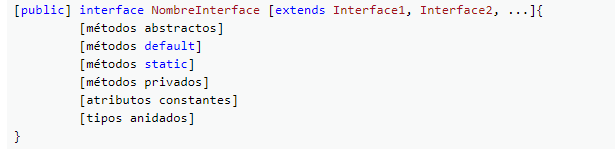 [public] interface NombreInterface [extends Interface1, Interface2, ...]{
[métodos abstractos]
[métodos default]
[métodos static]
[métodos privados]
[atributos constantes]
[tipos anidados]
}